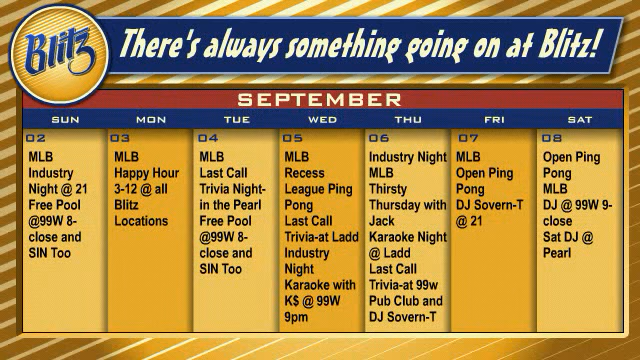 Blitz
There's always something going on at Blitz!
SEPTEMBER
SUN MON TUE WED THU FRI SAT
02
MLB
Industry
Night @ 21
Free Pool
@99W 8-
close and
SIN Too
03
MLB
Happy Hour
3-12 @ all
Blitz
Locations
04
MLB
Last Call
Trivia Night-
in the Pearl
Free Pool
@99W 8-
close and
SIN Too
05
MLB
Recess
League Ping
Pong
Last Call
Trivia-at Ladd
Industry
Night
Karaoke with
K$ @ 99W
9pm
06
Industry Night
MLB
Thirsty
Thursday with
Jack
Karaoke Night
@ Ladd
Last Call
Trivia-at 99w
Pub Club and
DJ Sovern-T
07
MLB
Open Ping
Pong
DJ Sovern-T
@ 21
08
Open Ping
Pong
MLB
DJ @ 99W 9-
close
Sat DJ @
Pearl